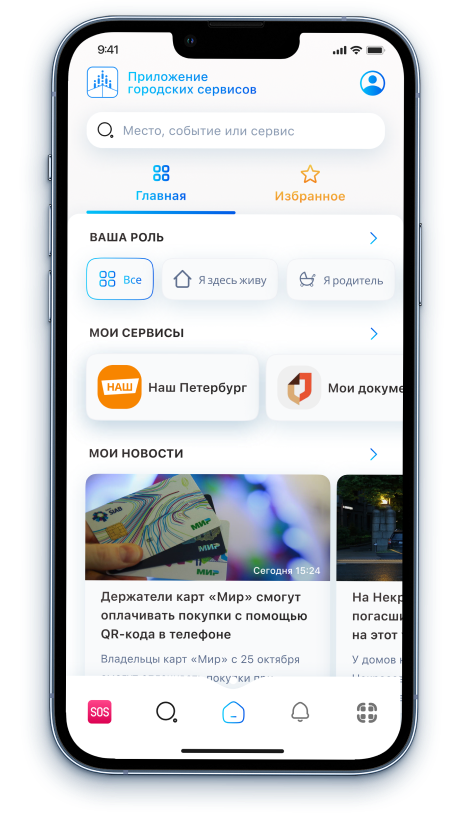 9:41
Приложение
городских сервисов
Место, событие или сервис
Главная
Избранное
ВАША РОЛЬ
Все
Я здесь живу
Я родитель
МОИ СЕРВИСЫ
НАШ
Наш Петербург
Мои докуме
МОИ НОВОСТИ
МИР
МИР
МИР
Сегодня 15:24
Держатели карт «Мир» смогут
оплачивать покупки с помощью
QR-кода в телефоне
Владельцы карт «Мир» с 25 октября
На Некр
погасши
на этот
У домов
SOS